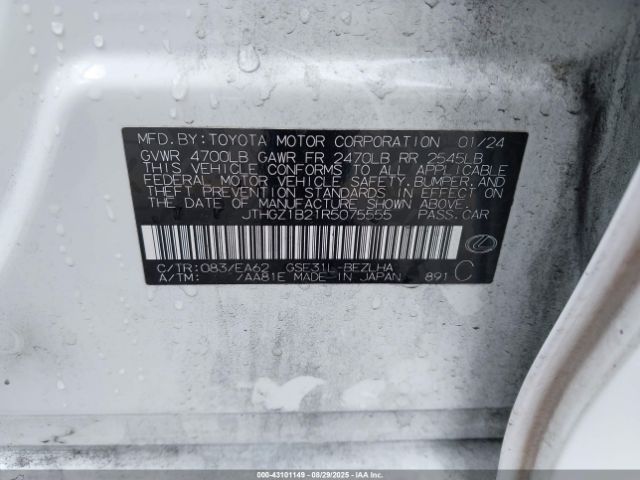 MFD. BY: TOYOTA MOTOR CORPORATION 01/24
GVWR 4700LB GAWR FR 2470LB RR 2545LB
THIS VEHICLE CONFORMS TO ALL APPLICABLE
FEDERAL MOTOR VEHICLE SAFETY, BUMPER, AND
THEFT PREVENTION STANDARDS IN EFFECT ON
THE DATE OF MANUFACTURE SHOWN ABOVE.
JTHGZ1B21R5075555 PASS. CAR
C/TR: 083/EA62 GSE31L-BEZLHA C
A/TM: /AA81E MADE IN JAPAN 891
000-43101149 08/29/2025 COPYRIGHT IAA, LLC